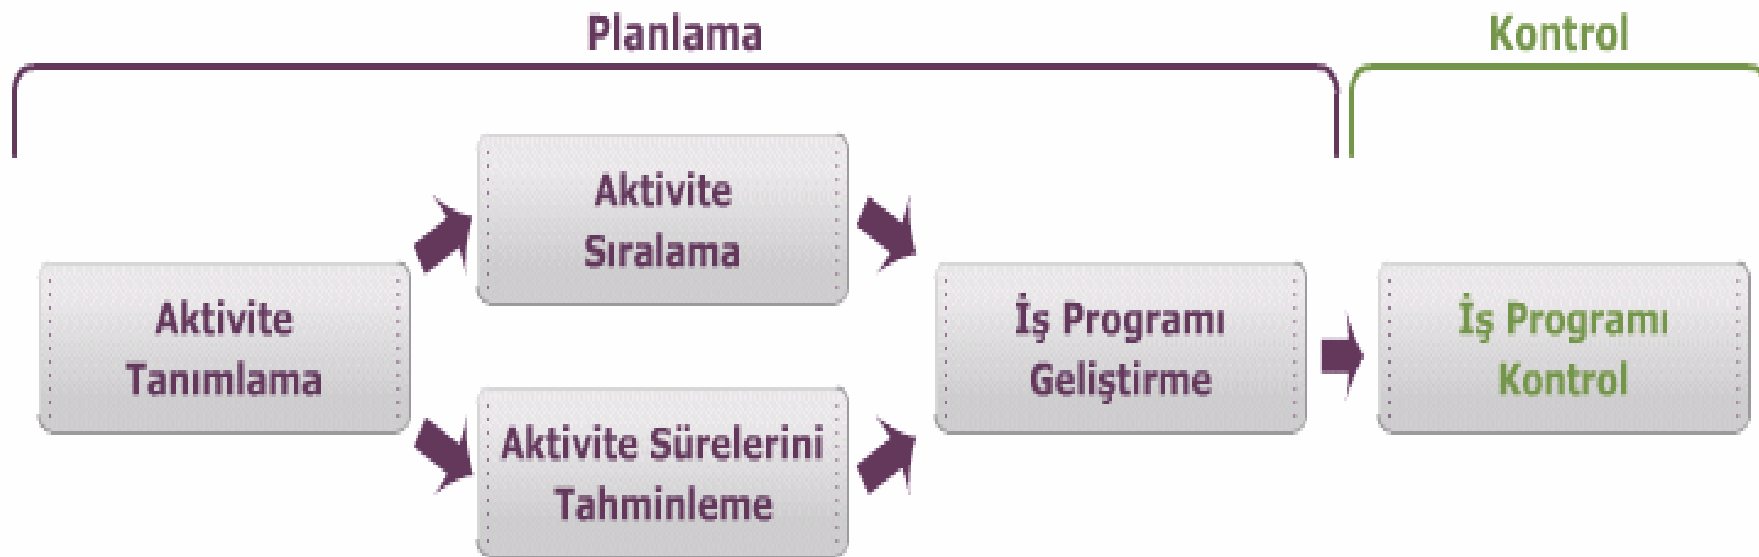 Planlama
Kontrol
Aktivite
Tanımlama
Aktivite
Sıralama
Aktivite Sürelerini
Tahminleme
İş Programı
Geliştirme
İş Programı
Kontrol